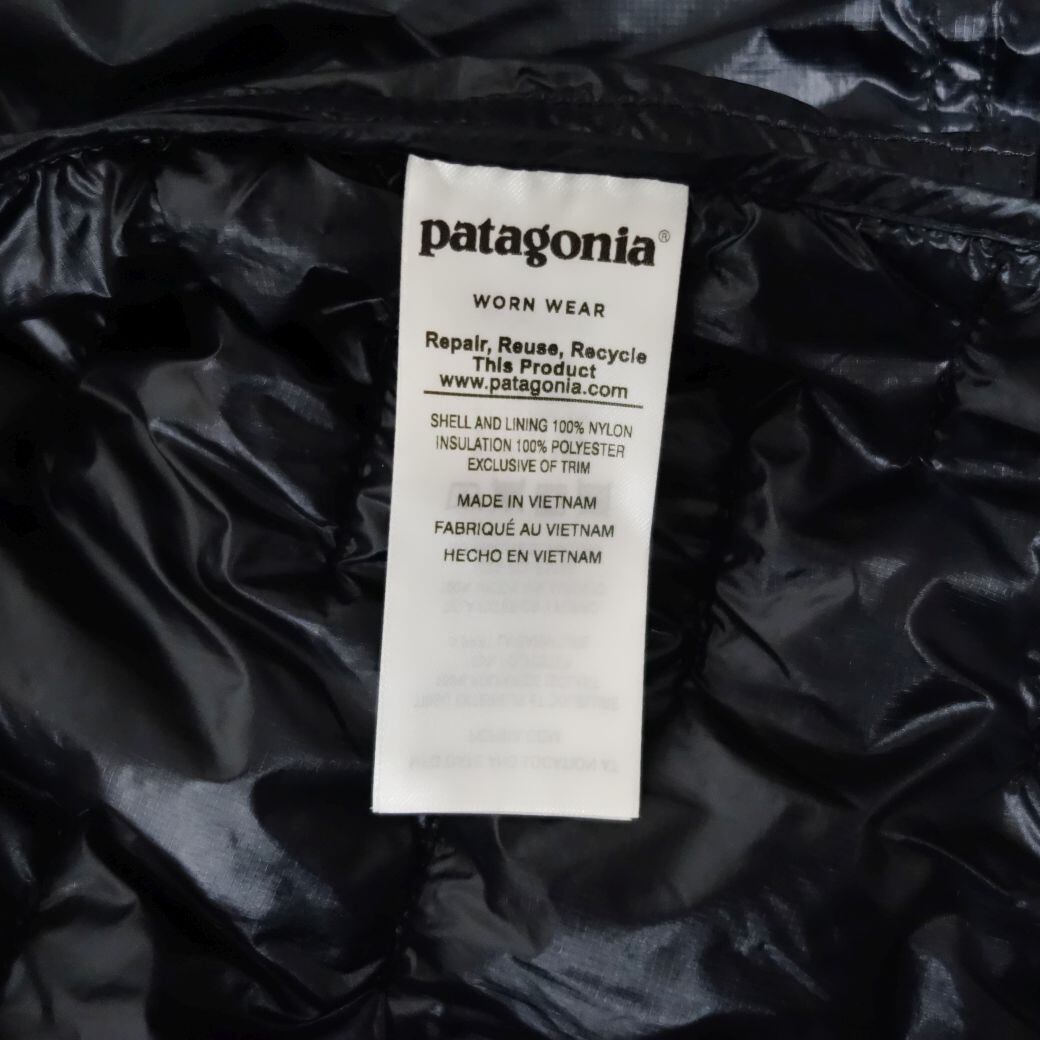 patagonia®
WORN WEAR
Repair, Reuse, Recycle
This Product
www.patagonia.com
SHELL AND LINING 100% NYLON
INSULATION 100% POLYESTER
EXCLUSIVE OF TRIM
MADE IN VIETNAM
FABRIQUÉ AU VIETNAM
HECHO EN VIETNAM